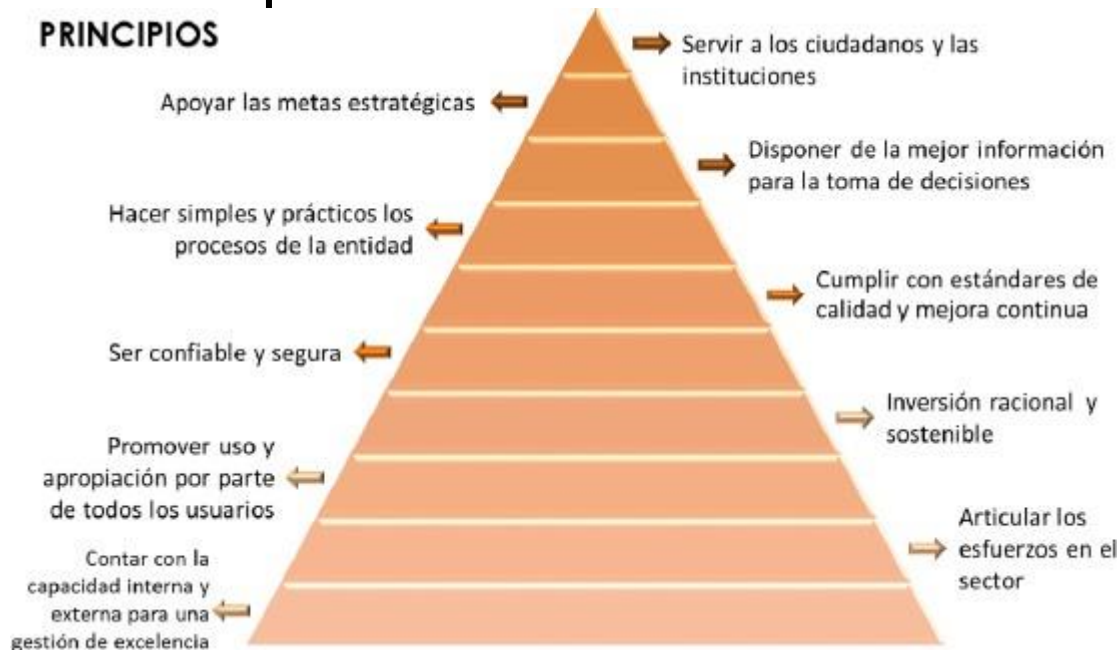 PRINCIPIOS
Servir a los ciudadanos y las
instituciones
Apoyar las metas estratégicas
Disponer de la mejor información
para la toma de decisiones
Hacer simples y prácticos los
procesos de la entidad
Cumplir con estándares de
calidad y mejora continua
Ser confiable y segura
Inversión racional y
sostenible
Promover uso y
apropiación por parte
de todos los usuarios
Articular los
esfuerzos en el
sector
Contar con la
capacidad interna y
externa para una
gestión de excelencia